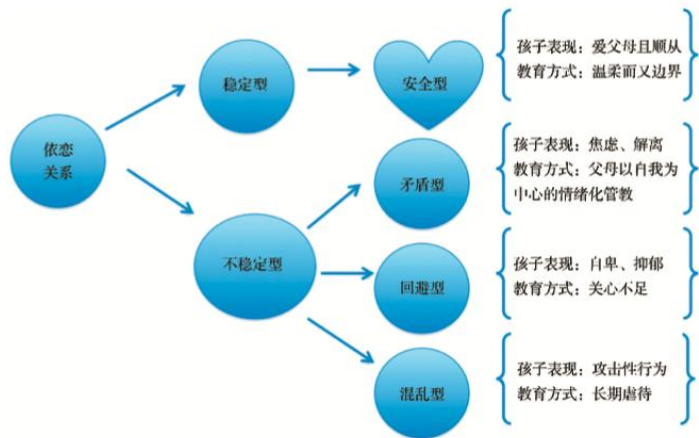 依恋
关系
稳定型
不稳定型
安全型
孩子表现：爱父母且顺从
教育方式：温柔而又边界
矛盾型
孩子表现：焦虑、解离
教育方式：父母以自我为
中心的情绪化管教
回避型
孩子表现：自卑、抑郁
教育方式：关心不足
混乱型
孩子表现：攻击性行为
教育方式：长期虐待